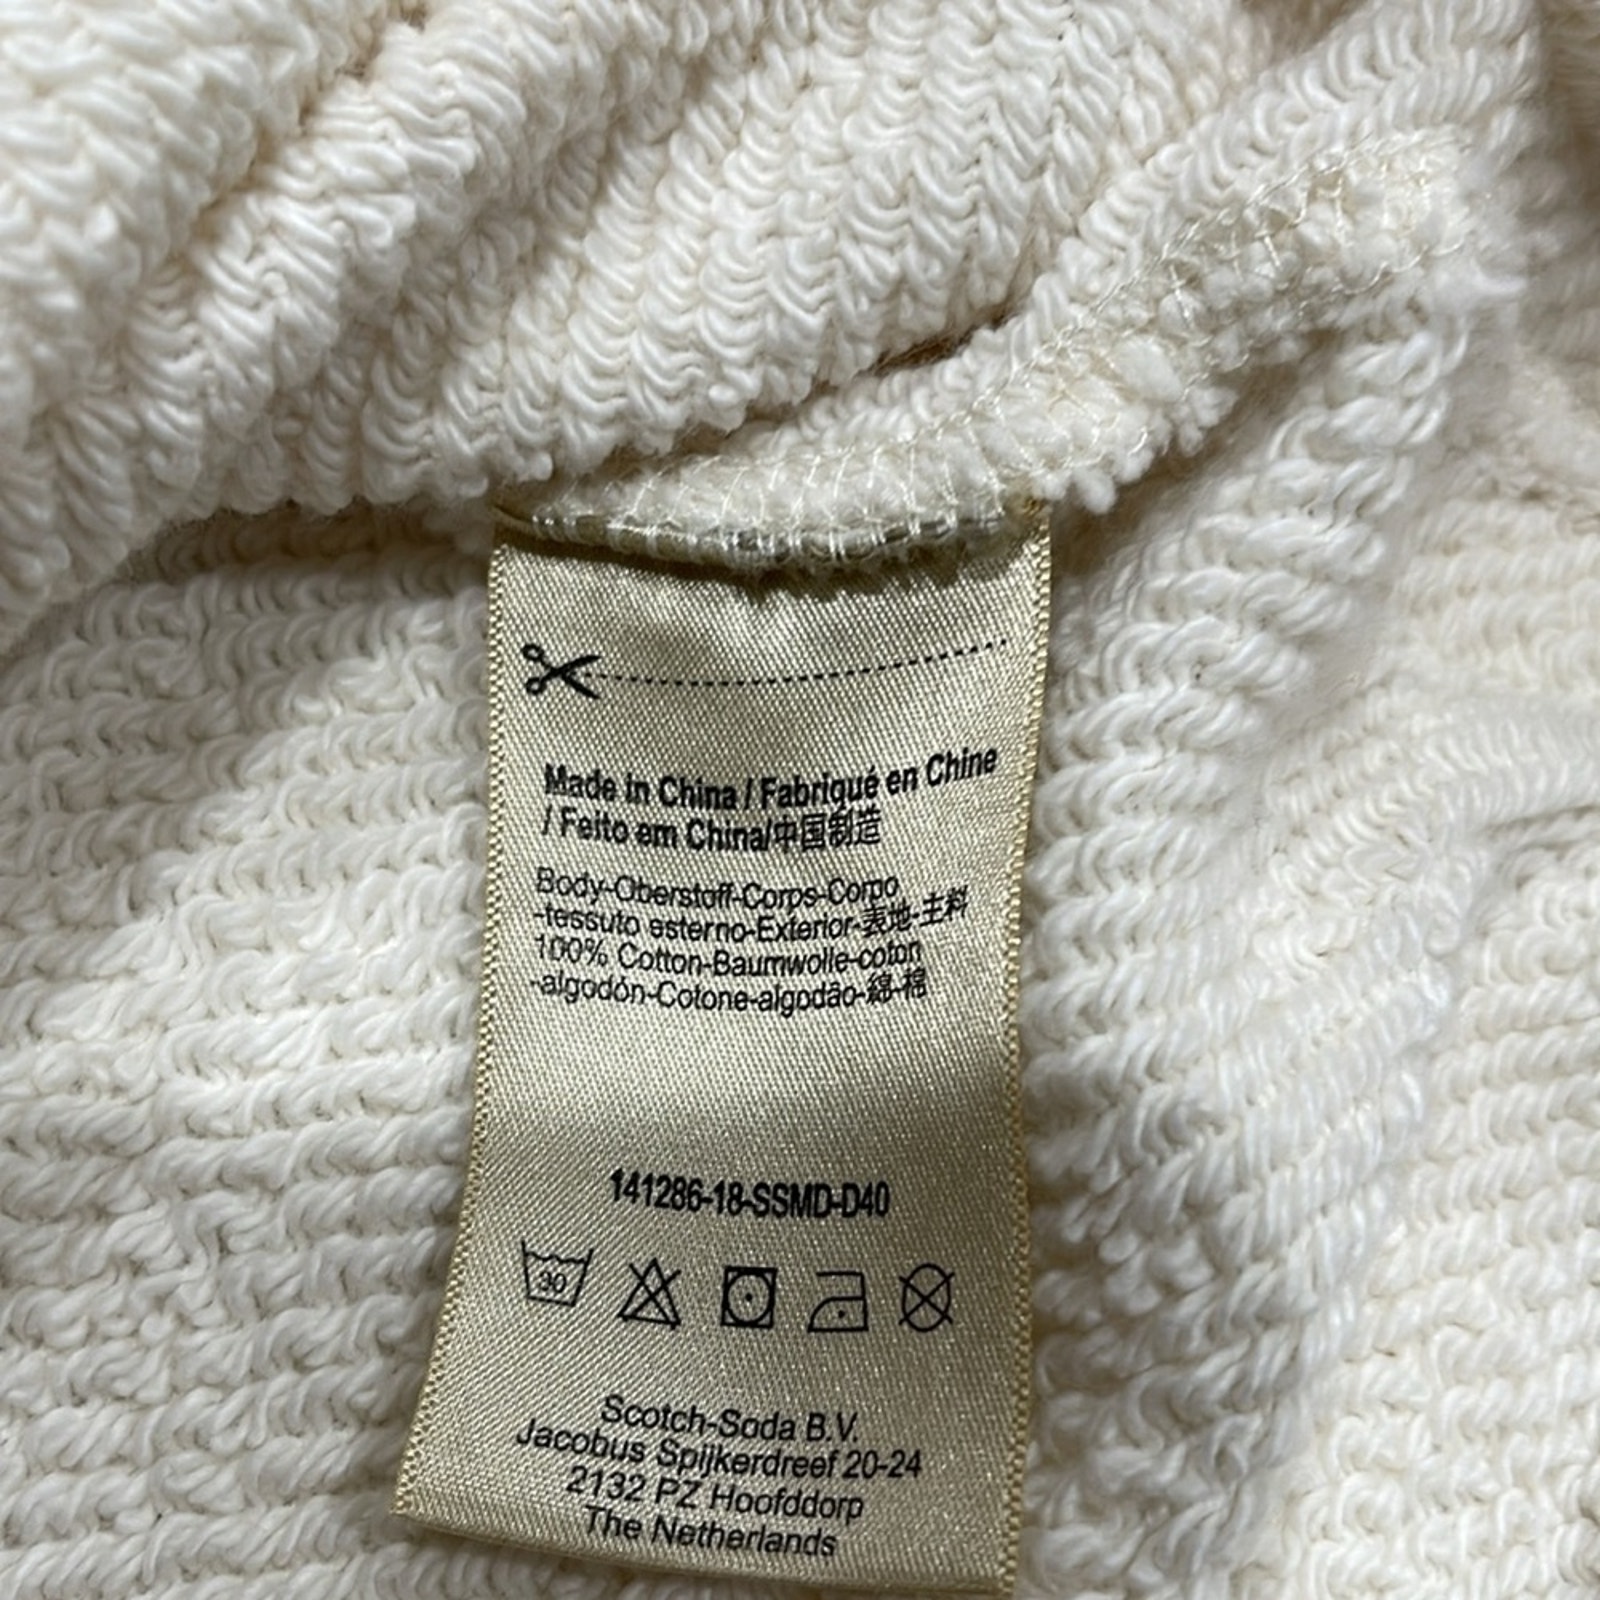 Made in China / Fabriqué en Chine
/ Feito em China/中国制造
Body-Oberstoff-Corps-Corpo
-tessuto esterno-Exterior-表地-主料
100% Cotton-Baumwolle-coton
-algodón-Cotone-algodão-綿-棉
141286-18-SSMD-D40
30
Scotch-Soda B.V.
Jacobus Spijkerdreef 20-24
2132 PZ Hoofddorp
The Netherlands